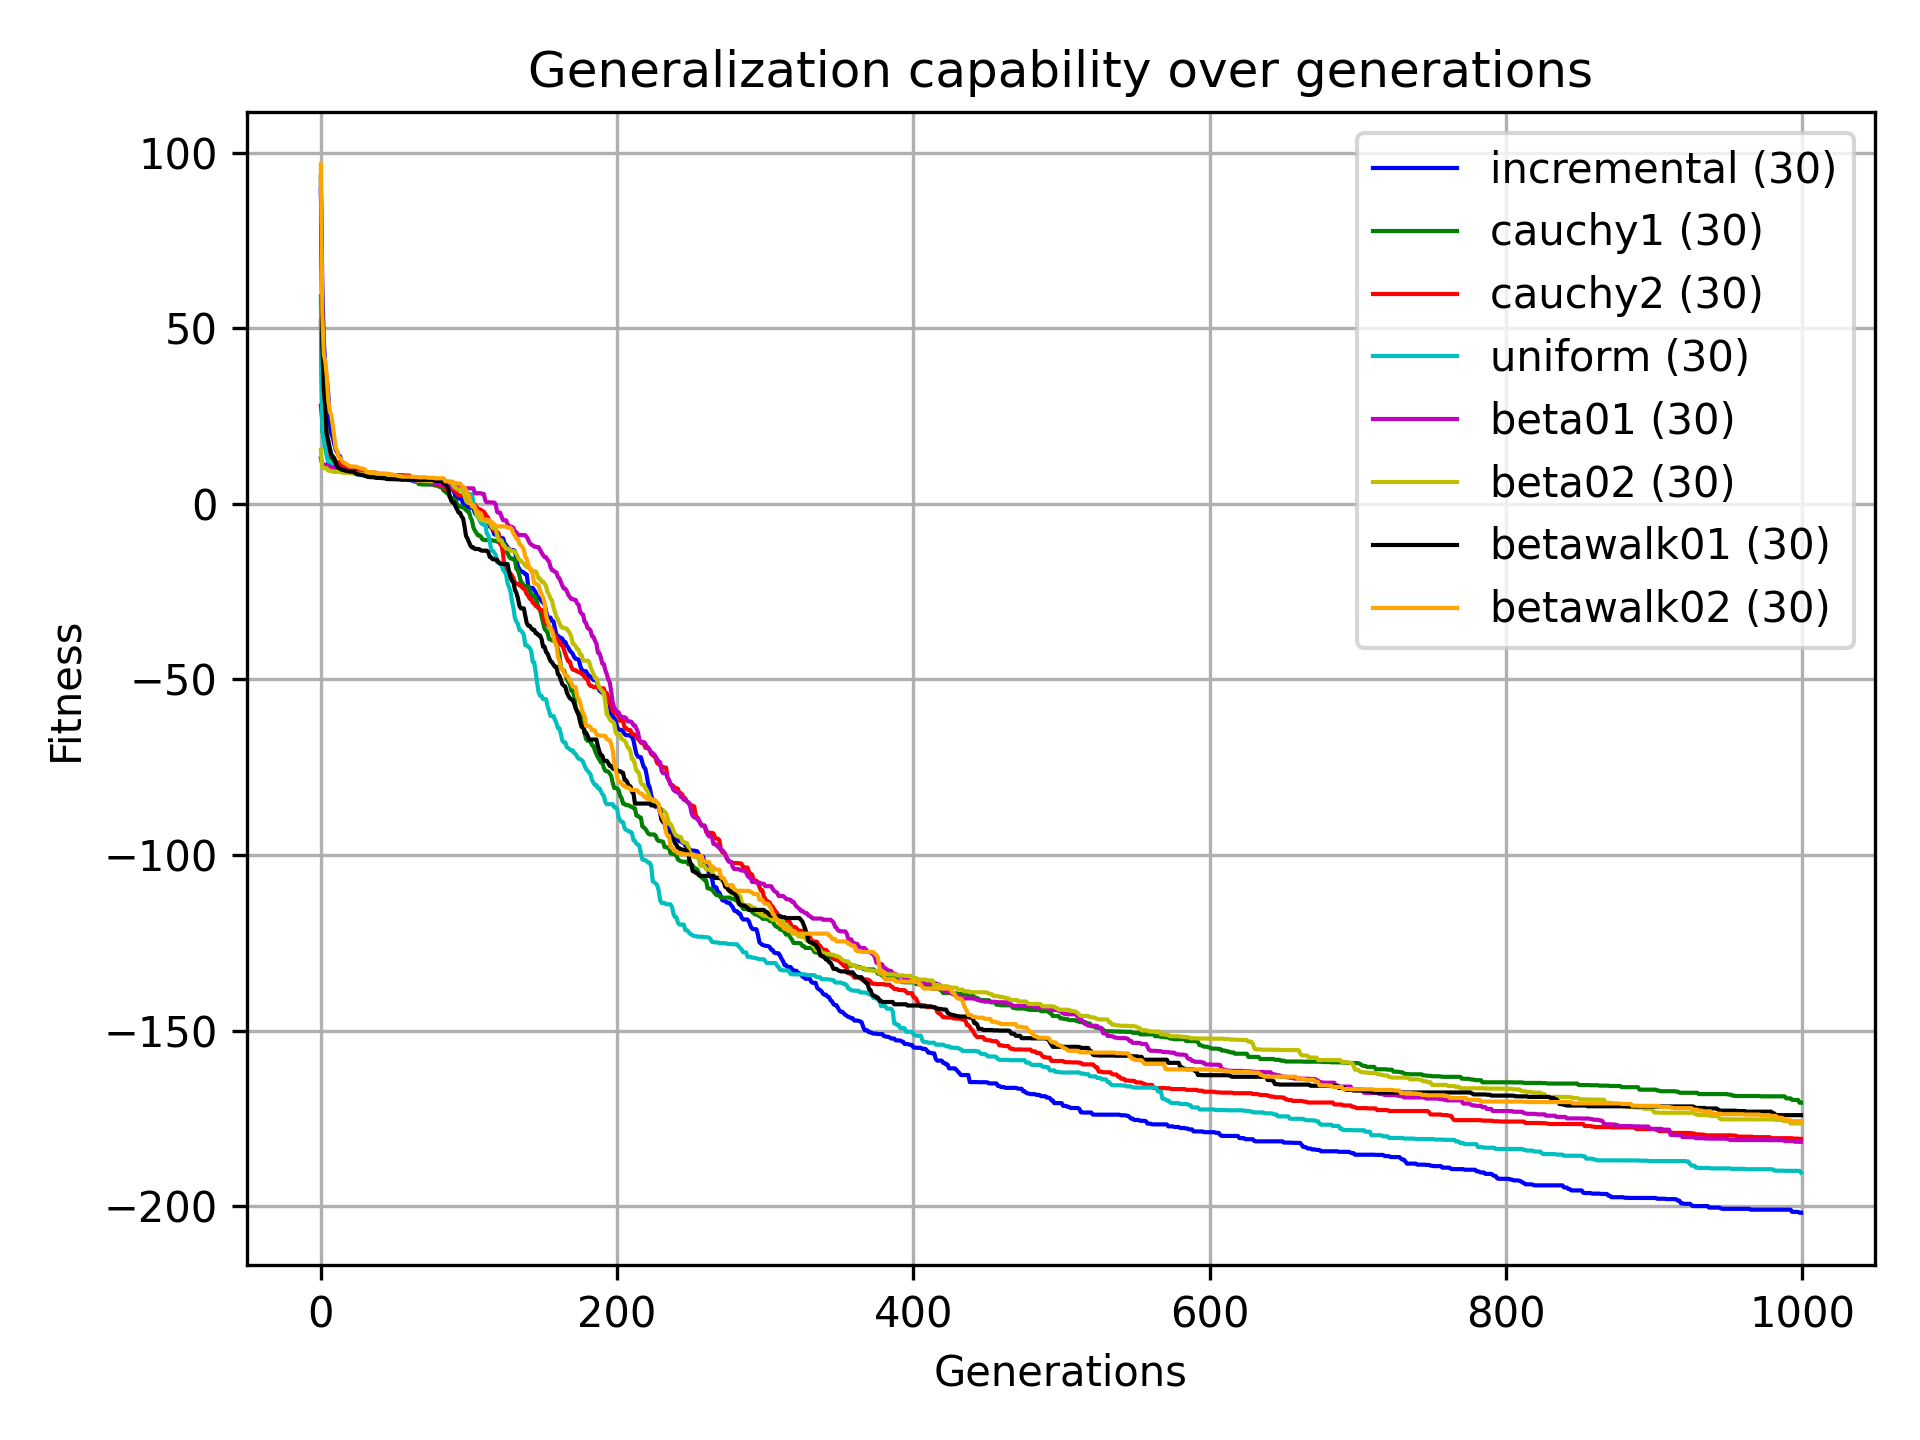 Generalization capability over generations
100
50
0
−50
−100
−150
−200
Fitness
incremental (30)
cauchy1 (30)
cauchy2 (30)
uniform (30)
beta01 (30)
beta02 (30)
betawalk01 (30)
betawalk02 (30)
0 200 400 600 800 1000
Generations